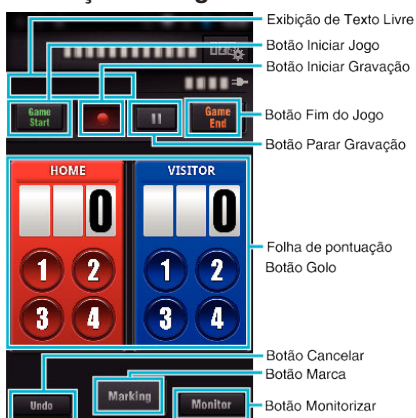 Exibição de Texto Livre
Botão Iniciar Jogo
Botão Iniciar Gravação
Game Start
Game End
Botão Fim do Jogo
Botão Parar Gravação
HOME
VISITOR
0
0
Folha de pontuação
1 2
1 2
Botão Golo
3 4
3 4
Botão Cancelar
Botão Marca
Undo
Marking
Monitor
Botão Monitorizar